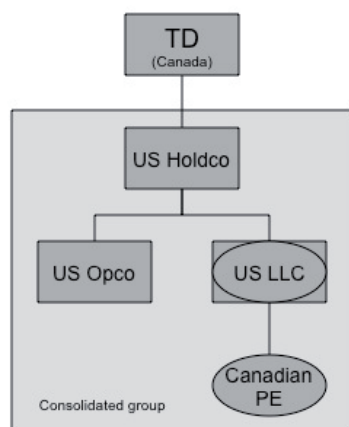 TD
(Canada)
US Holdco
US Opco
US LLC
Canadian
PE
Consolidated group